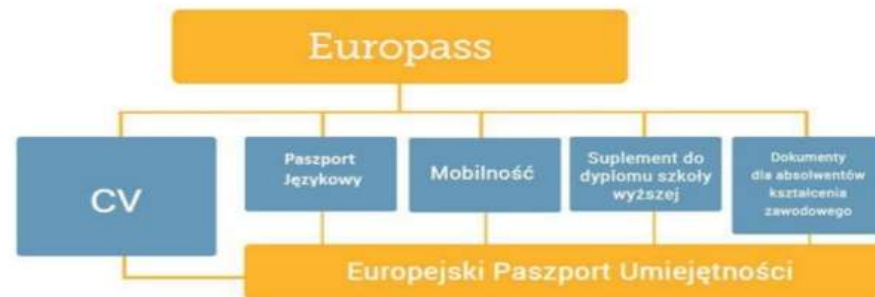 Europass
CV
Paszport
Językowy
Mobilność
Suplement do
dyplomu szkoły
wyższej
Dokumenty
dla absolwentów
kształcenia
zawodowego
Europejski Paszport Umiejętności